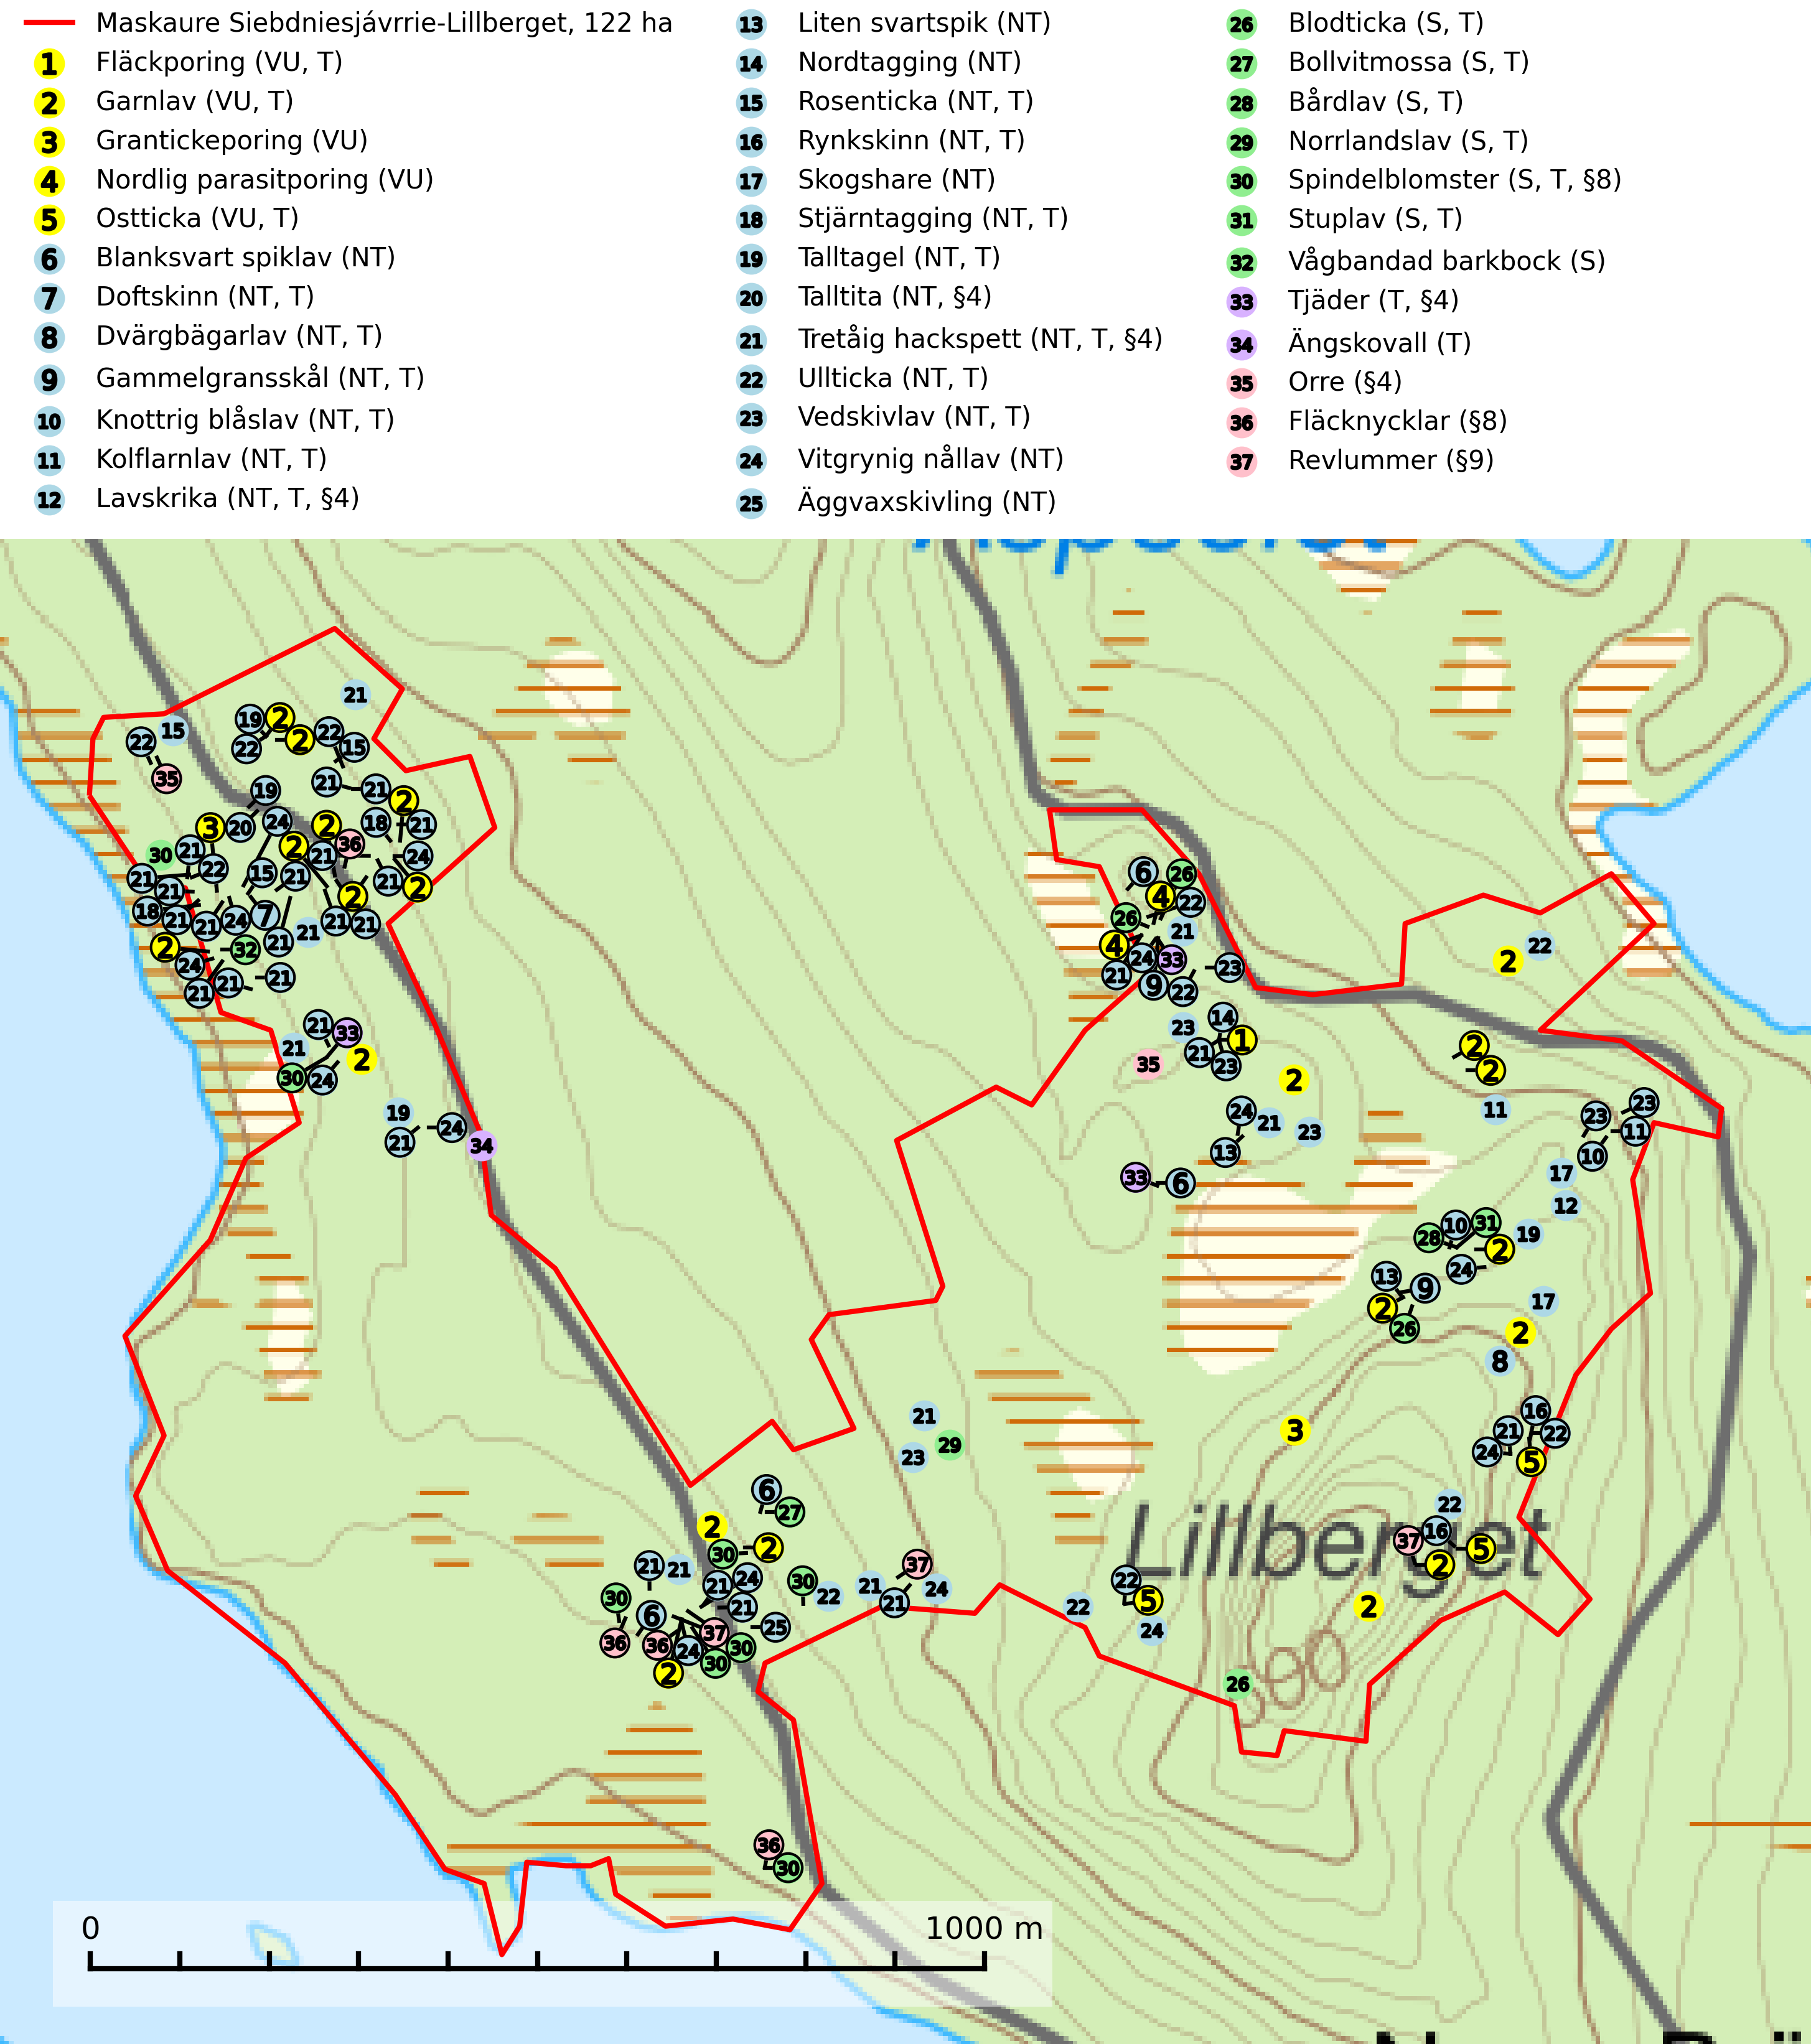 Maskaure Siebdniesjávrrie-Lillberget, 122 ha
1 Fläckporing (VU, T)
2 Garnlav (VU, T)
3 Grantickeporing (VU)
4 Nordlig parasitporing (VU)
5 Ostticka (VU, T)
6 Blanksvart spiklav (NT)
7 Doftskinn (NT, T)
8 Dvärgbägarlav (NT, T)
9 Gammelgransskål (NT, T)
10 Knottrig blåslav (NT, T)
11 Kolflarnlav (NT, T)
12 Lavskrika (NT, T, §4)
13 Liten svartspik (NT)
14 Nordtagging (NT)
15 Rosenticka (NT, T)
16 Rynkskinn (NT, T)
17 Skogshare (NT)
18 Stjärntagging (NT, T)
19 Talltagel (NT, T)
20 Talltita (NT, §4)
21 Tretåig hackspett (NT, T, §4)
22 Ullticka (NT, T)
23 Vedskivlav (NT, T)
24 Vitgrynig nållav (NT)
25 Äggvaxskivling (NT)
26 Blodticka (S, T)
27 Bollvitmossa (S, T)
28 Bårdlav (S, T)
29 Norrlandslav (S, T)
30 Spindelblomster (S, T, §8)
31 Stuplav (S, T)
32 Vågbandad barkbock (S)
33 Tjäder (T, §4)
34 Ängskovall (T)
35 Orre (§4)
36 Fläcknycklar (§8)
37 Revlummer (§9)
Lillberget
0 1000 m